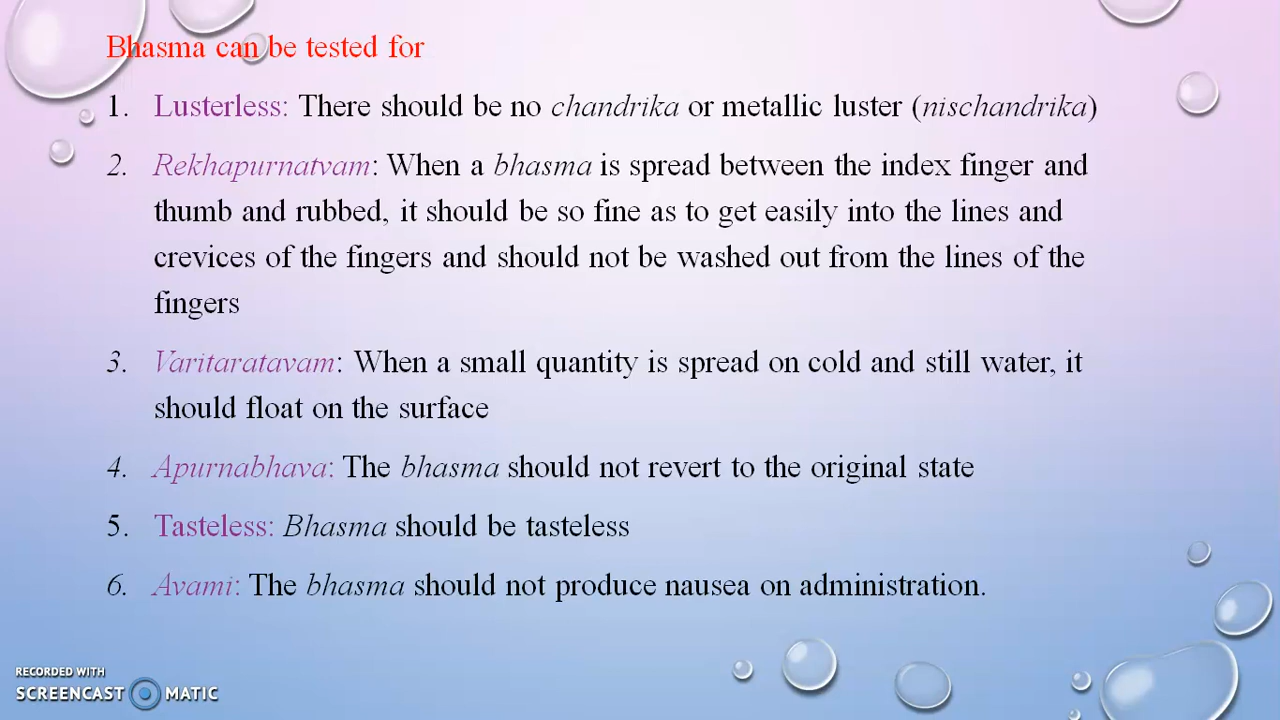 Bhasma can be tested for
1. Lusterless: There should be no chandrika or metallic luster (nischandrika)
2. Rekhapurnatvam: When a bhasma is spread between the index finger and
thumb and rubbed, it should be so fine as to get easily into the lines and
crevices of the fingers and should not be washed out from the lines of the
fingers
3. Varitaratavam: When a small quantity is spread on cold and still water, it
should float on the surface
4. Apurnabhava: The bhasma should not revert to the original state
5. Tasteless: Bhasma should be tasteless
6. Avami: The bhasma should not produce nausea on administration.
RECORDED WITH
SCREENCAST MATIC